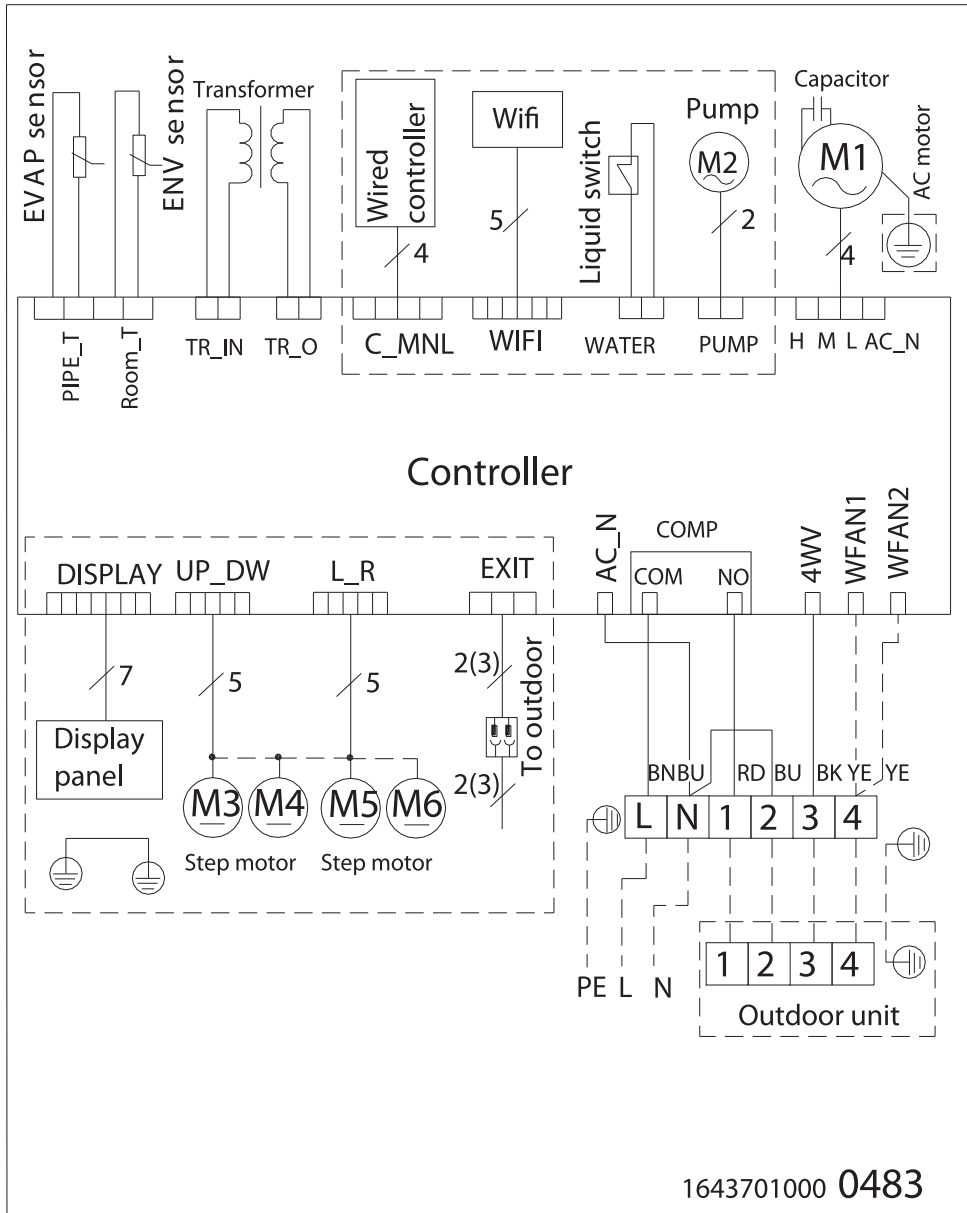 EVAP sensor
ENV sensor
Transformer
Wired
controller
4
Wifi
5
Liquid switch
Pump
M2
2
Capacitor
M1
4
AC motor
PIPE_T
Room_T
TR_IN
TR_O
C_MNL
WIFI
WATER
PUMP
H M L AC_N
Controller
DISPLAY
UP_DW
L_R
EXIT
AC_N
COMP
COM
NO
4WV
WFAN1
WFAN2
7
5
5
2(3)
2(3)
To outdoor
Display
panel
M3
M4
M5
M6
Step motor
Step motor
BN BU RD BU BK YE YE
L N 1 2 3 4
PE L N
1 2 3 4
Outdoor unit
1643701000 0483